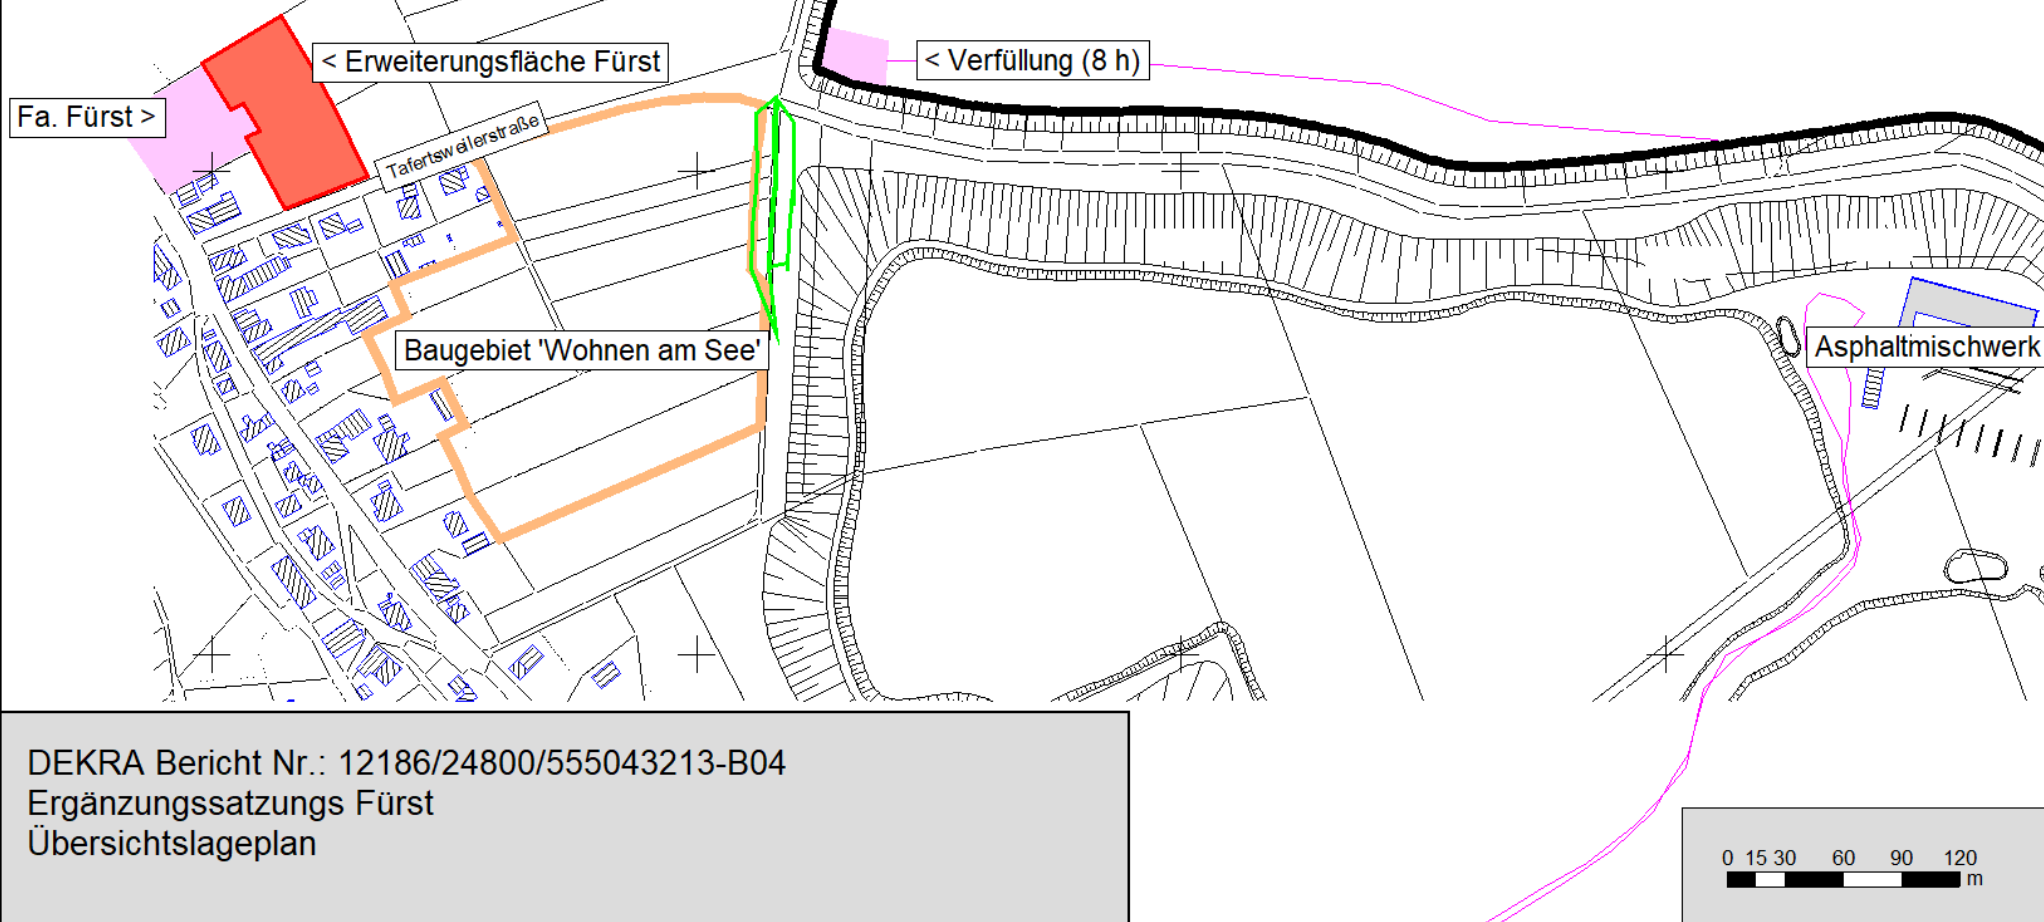 < Erweiterungsfläche Fürst
< Verfüllung (8 h)
Fa. Fürst >
Tafertsweilerstraße
Baugebiet 'Wohnen am See'
Asphaltmischwerk
DEKRA Bericht Nr.: 12186/24800/555043213-B04
Ergänzungssatzungs Fürst
Übersichtslageplan
0 15 30 60 90 120
m